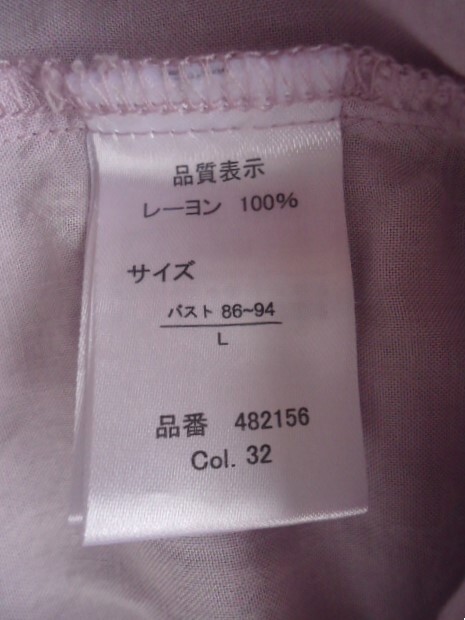 品質表示
レーヨン 100%
サイズ
バスト 86~94
L
品番 482156
Col. 32